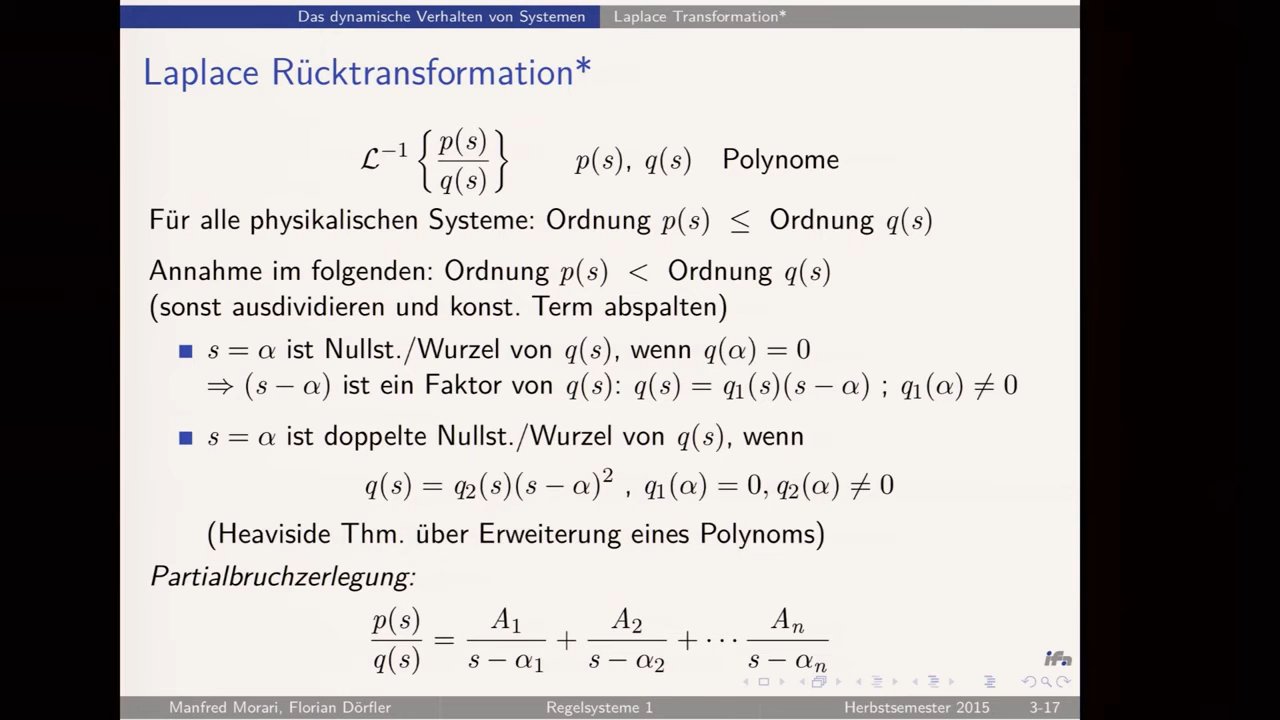 Das dynamische Verhalten von Systemen Laplace Transformation*
Laplace Rücktransformation*
ℒ⁻¹ { p(s) / q(s) } p(s), q(s) Polynome
Für alle physikalischen Systeme: Ordnung p(s) ≤ Ordnung q(s)
Annahme im folgenden: Ordnung p(s) < Ordnung q(s)
(sonst ausdividieren und konst. Term abspalten)
s = α ist Nullst./Wurzel von q(s), wenn q(α) = 0
⇒ (s − α) ist ein Faktor von q(s): q(s) = q₁(s)(s − α) ; q₁(α) ≠ 0
s = α ist doppelte Nullst./Wurzel von q(s), wenn
q(s) = q₂(s)(s − α)² , q₁(α) = 0, q₂(α) ≠ 0
(Heaviside Thm. über Erweiterung eines Polynoms)
Partialbruchzerlegung:
p(s) / q(s) = A₁ / (s − α₁) + A₂ / (s − α₂) + ··· Aₙ / (s − αₙ)
ifa
Manfred Morari, Florian Dörfler Regelsysteme 1 Herbstsemester 2015 3-17